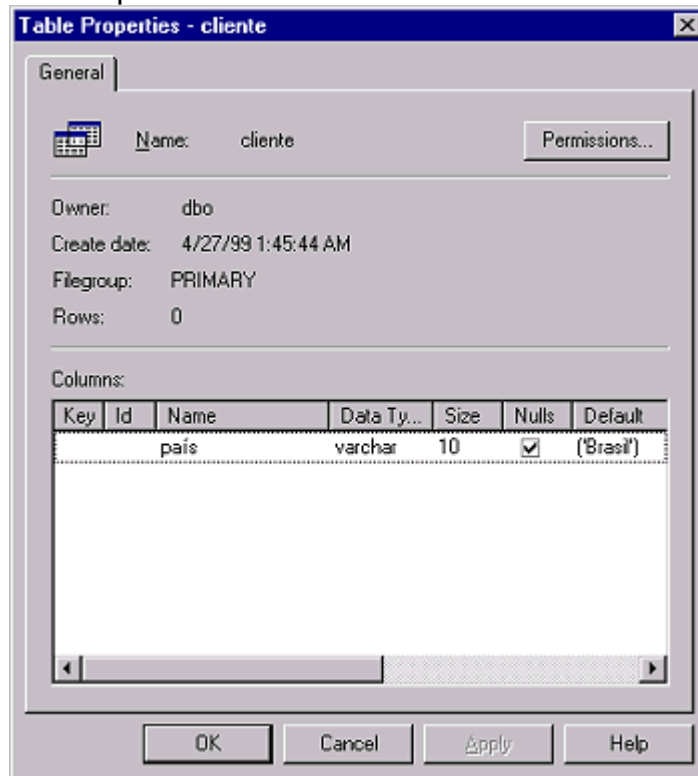 Table Properties - cliente
General
Name: cliente
Permissions...
Owner: dbo
Create date: 4/27/99 1:45:44 AM
Filegroup: PRIMARY
Rows: 0
Columns:
Key Id Name Data Ty... Size Nulls Default
país varchar 10 ('Brasil')
OK Cancel Apply Help